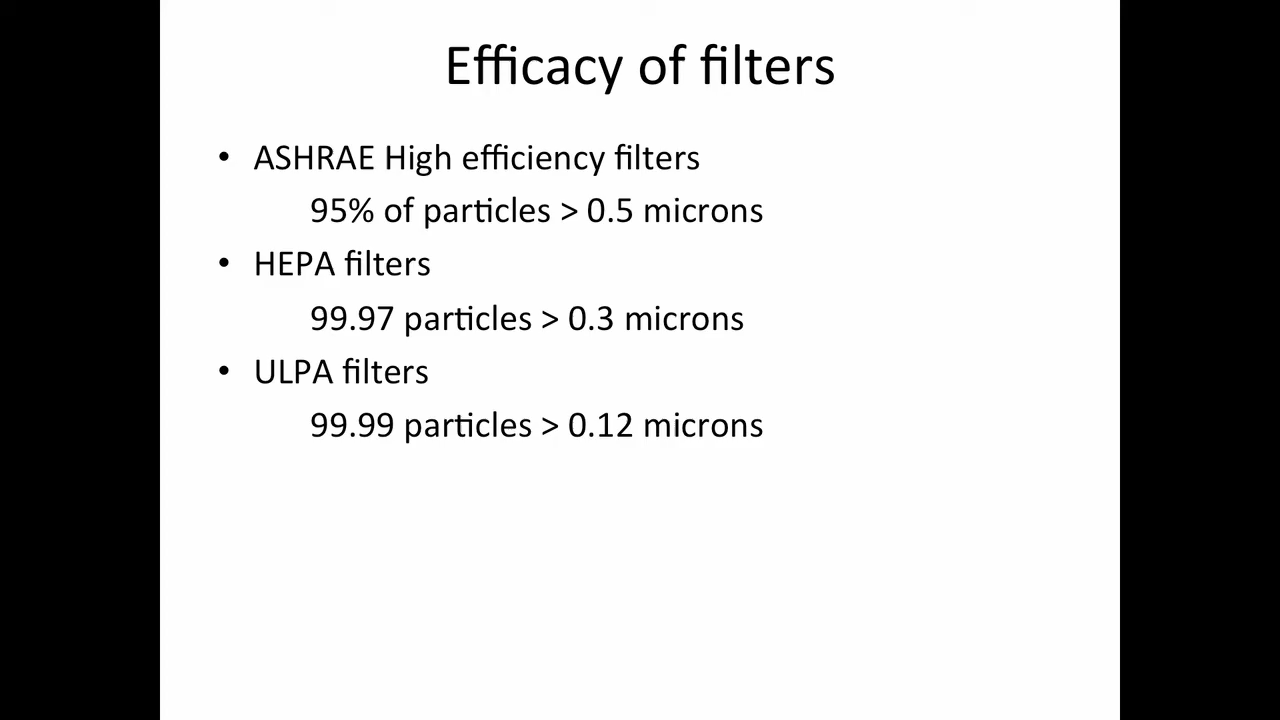 Efficacy of filters
• ASHRAE High efficiency filters
95% of particles > 0.5 microns
• HEPA filters
99.97 particles > 0.3 microns
• ULPA filters
99.99 particles > 0.12 microns